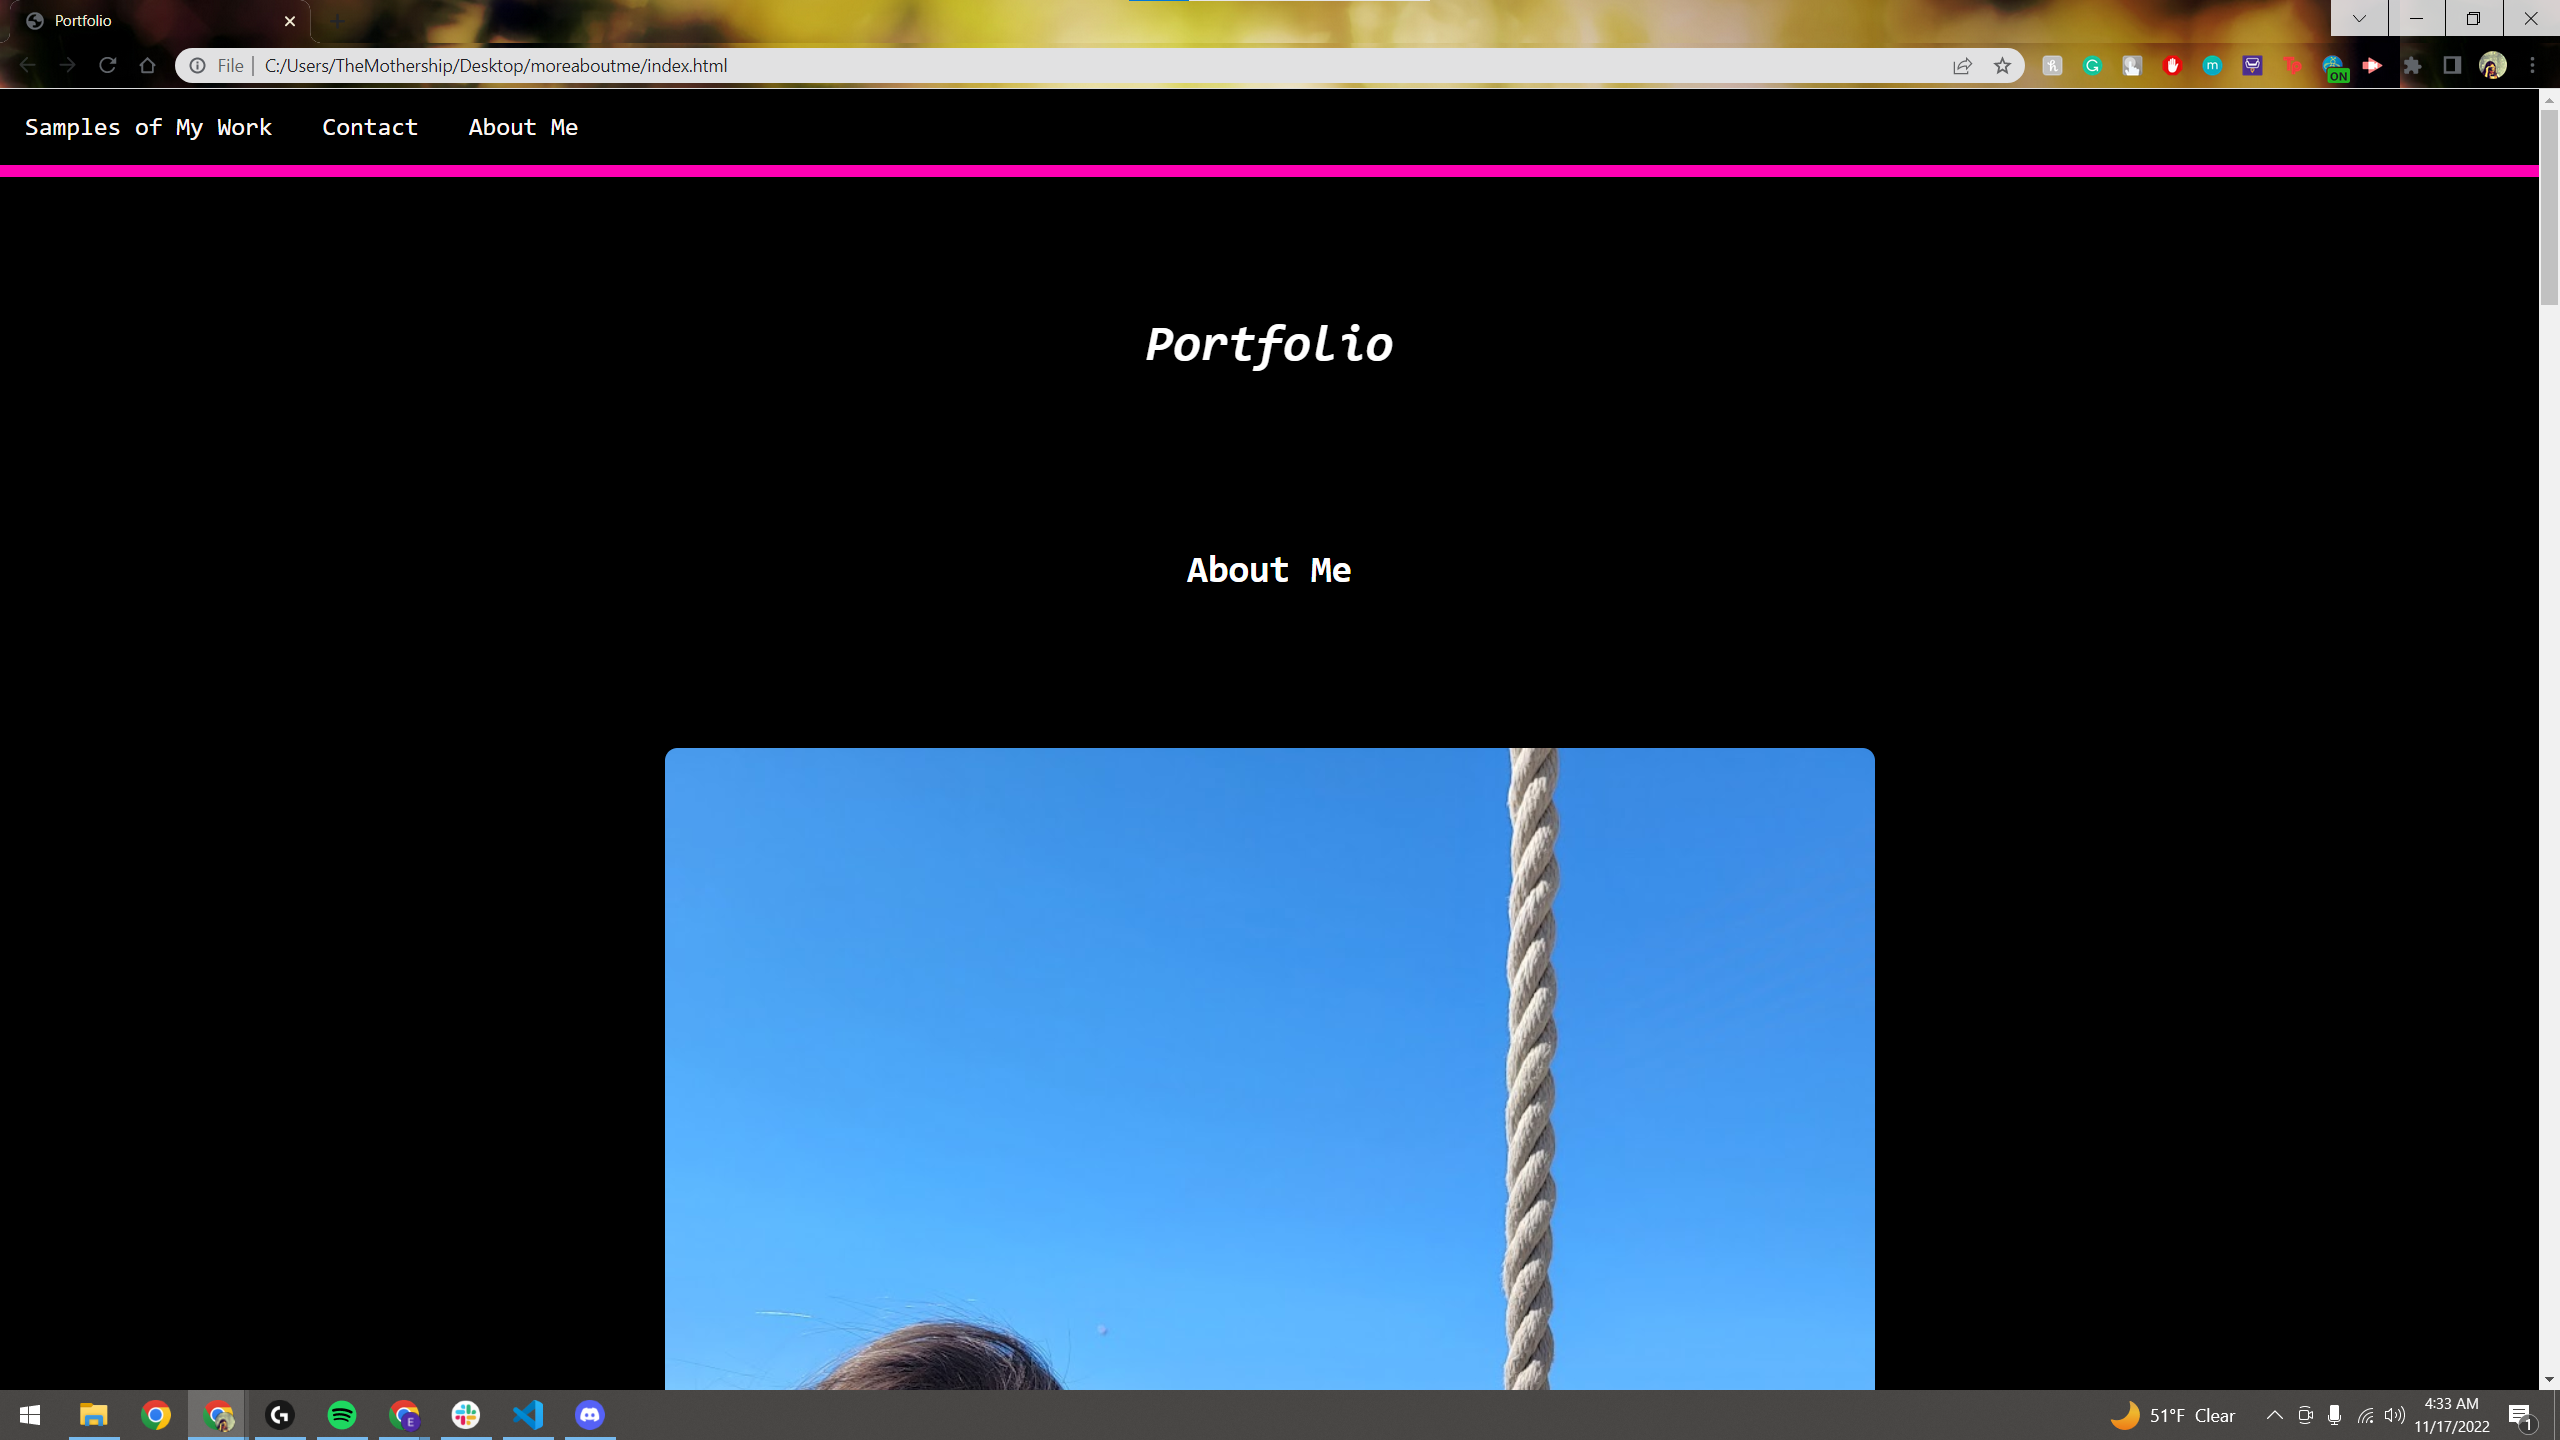 Portfolio
File | C:/Users/TheMothership/Desktop/moreaboutme/index.html
ON
Samples of My Work Contact About Me
Portfolio
About Me
51°F Clear
4:33 AM
11/17/2022
1